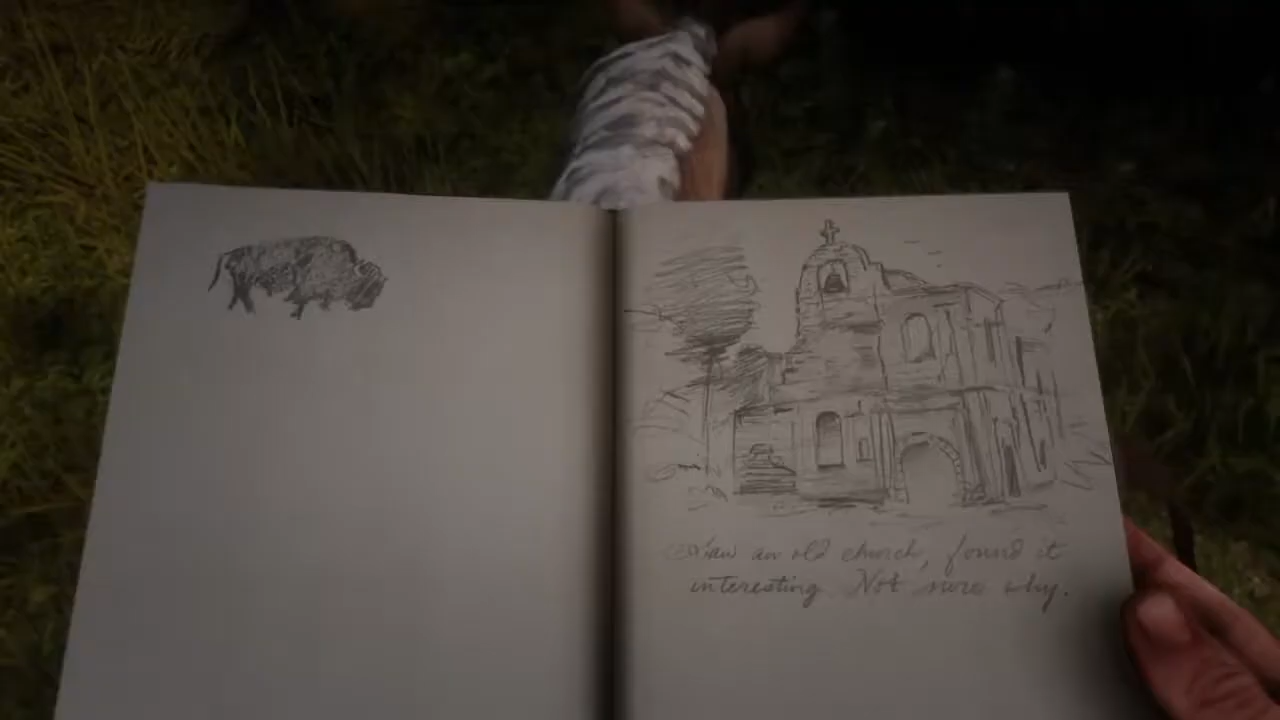 Saw an old church, found it
interesting. Not sure why.